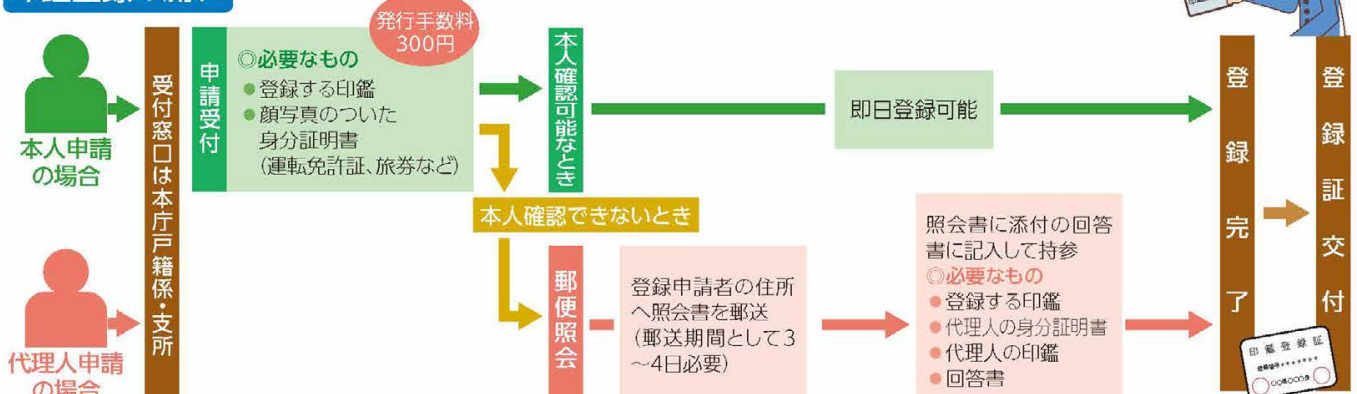 発行手数料
300円
本人申請
の場合
代理人申請
の場合
受付窓口は本庁戸籍係・支所
申請受付
◎必要なもの
●登録する印鑑
●顔写真のついた
身分証明書
(運転免許証、旅券など)
本人確認可能なとき
即日登録可能
本人確認できないとき
郵便照会
登録申請者の住所
へ照会書を郵送
(郵送期間として3
～4日必要)
照会書に添付の回答
書に記入して持参
◎必要なもの
●登録する印鑑
●代理人の身分証明書
●代理人の印鑑
●回答書
登録完了
登録証交付
印鑑登録証